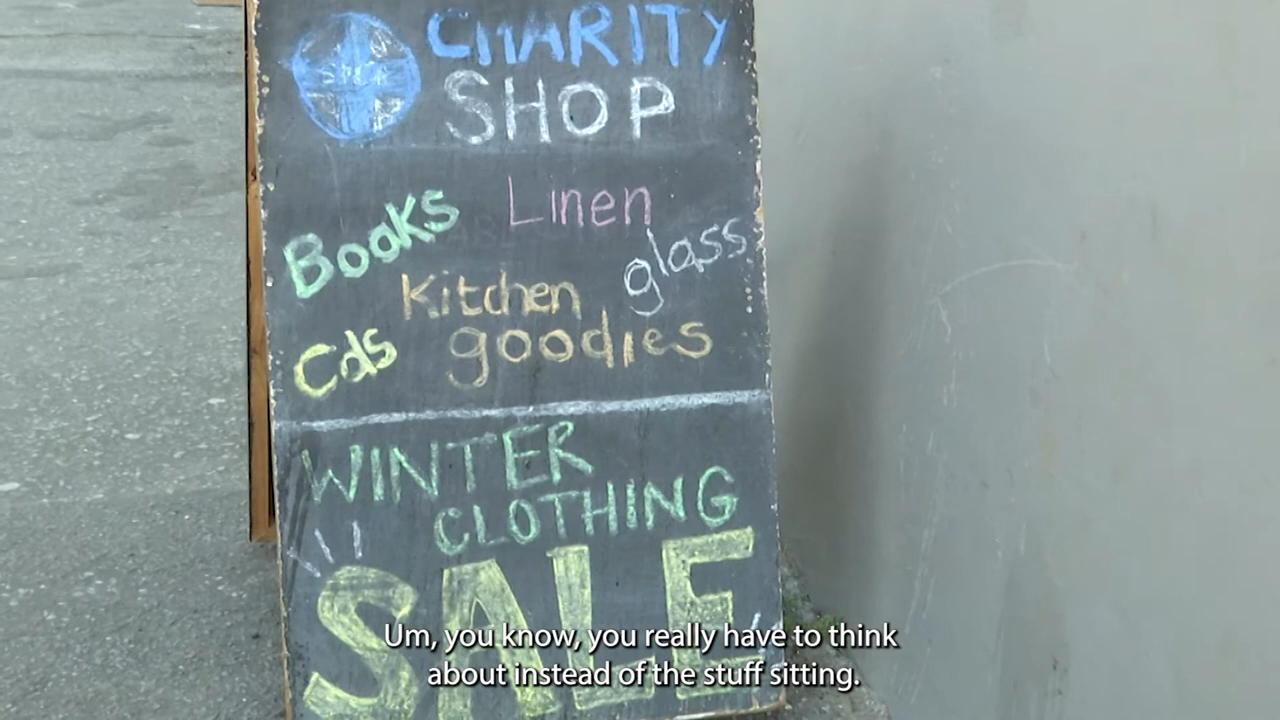 CHARITY
SHOP
Books Linen
Kitchen glass
Cds goodies
WINTER
CLOTHING
SALE
Um, you know, you really have to think
about instead of the stuff sitting.